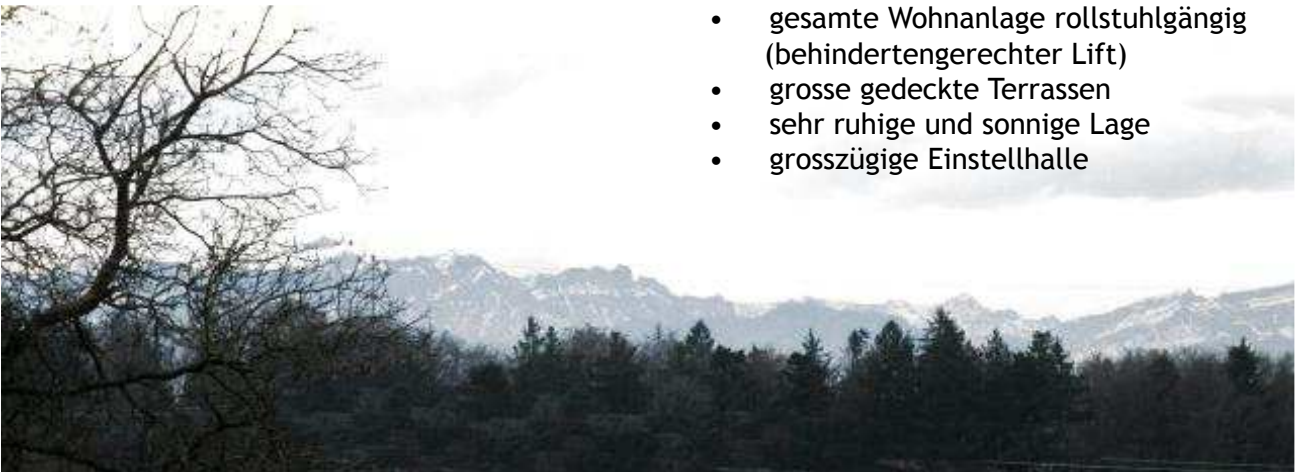 • gesamte Wohnanlage rollstuhlgängig
(behindertengerechter Lift)
• grosse gedeckte Terrassen
• sehr ruhige und sonnige Lage
• grosszügige Einstellhalle